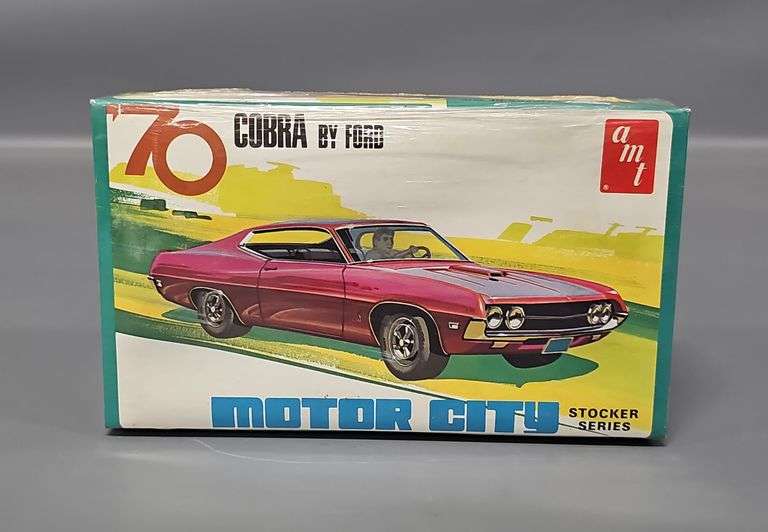 '70 COBRA BY FORD
amt
®
MOTOR CITY
STOCKER
SERIES